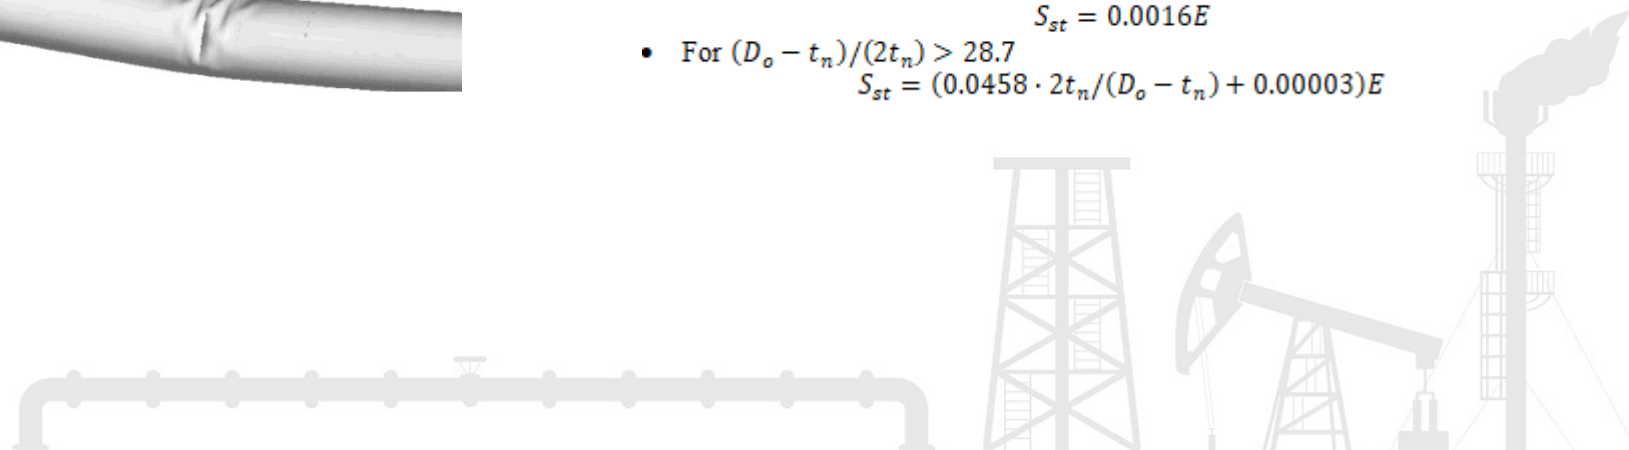 S_st = 0.0016E
• For (D_o − t_n)/(2t_n) > 28.7
S_st = (0.0458 · 2t_n/(D_o − t_n) + 0.00003)E